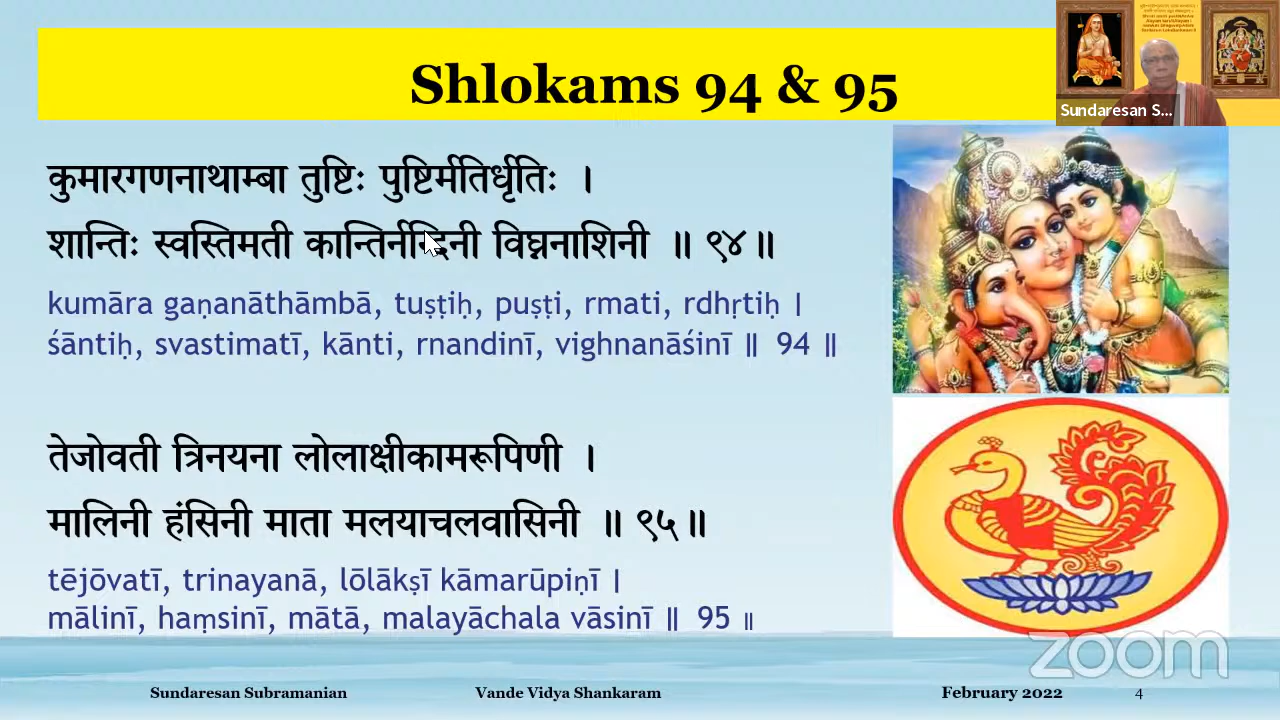 Shlokams 94 & 95
Sundaresan S...
कुमारगणनाथाम्बा तुष्टिः पुष्टिर्मतिर्धृतिः ।
शान्तिः स्वस्तिमती कान्तिर्नन्दिनी विघ्ननाशिनी ॥ ९४॥
kumāra gaṇanāthāmbā, tuṣṭiḥ, puṣṭi, rmati, rdhṛtiḥ |
śāntiḥ, svastimatī, kānti, rnandinī, vighnanāśinī ॥ 94 ॥
तेजोवती त्रिनयना लोलाक्षीकामरूपिणी ।
मालिनी हंसिनी माता मलयाचलवासिनी ॥ ९५॥
tējōvatī, trinayanā, lōlākṣī kāmarūpiṇī |
mālinī, haṃsinī, mātā, malayāchala vāsinī ॥ 95 ॥
zoom
Sundaresan Subramanian Vande Vidya Shankaram February 2022 4